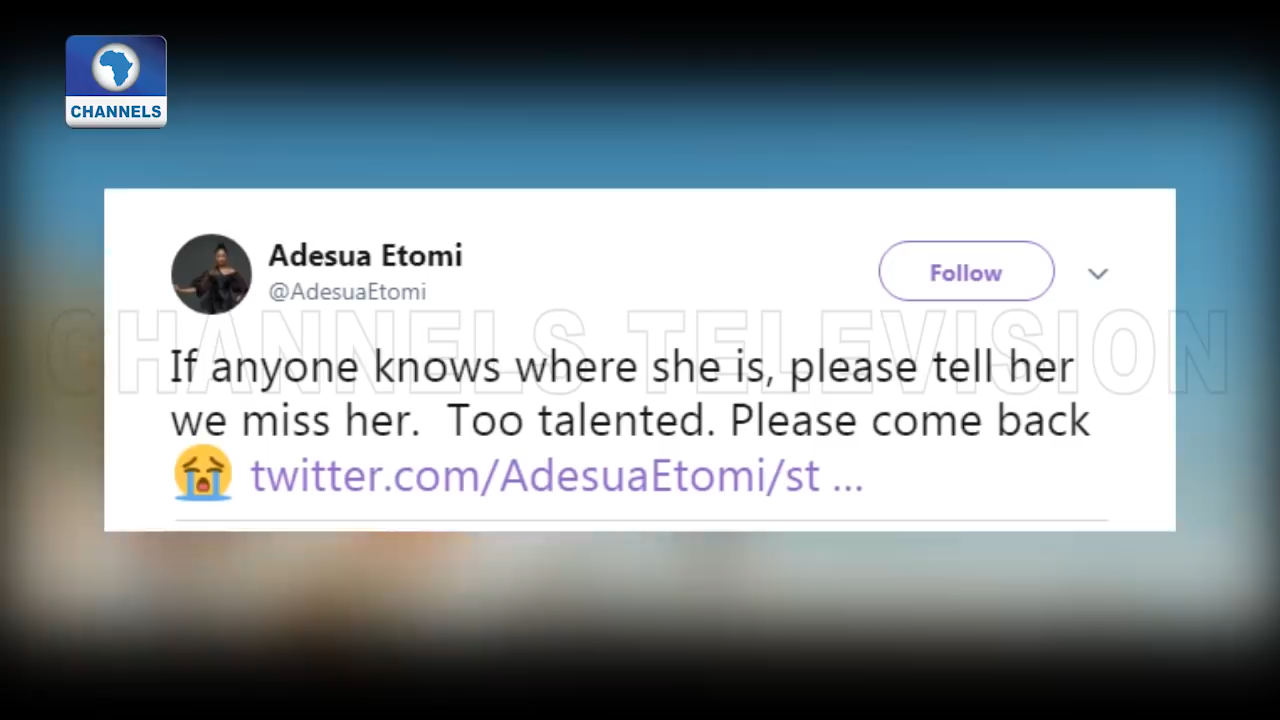 CHANNELS
Adesua Etomi
@AdesuaEtomi
Follow
CHANNELS TELEVISION
If anyone knows where she is, please tell her
we miss her.  Too talented. Please come back
😭 twitter.com/AdesuaEtomi/st ...